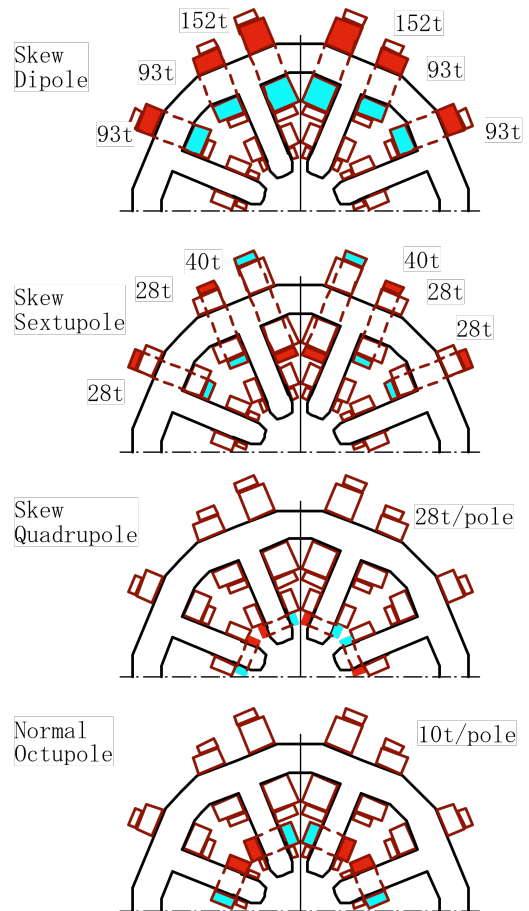 152t
152t
Skew
Dipole
93t
93t
93t
93t
40t
40t
28t
28t
Skew
Sextupole
28t
28t
Skew
Quadrupole
28t/pole
Normal
Octupole
10t/pole